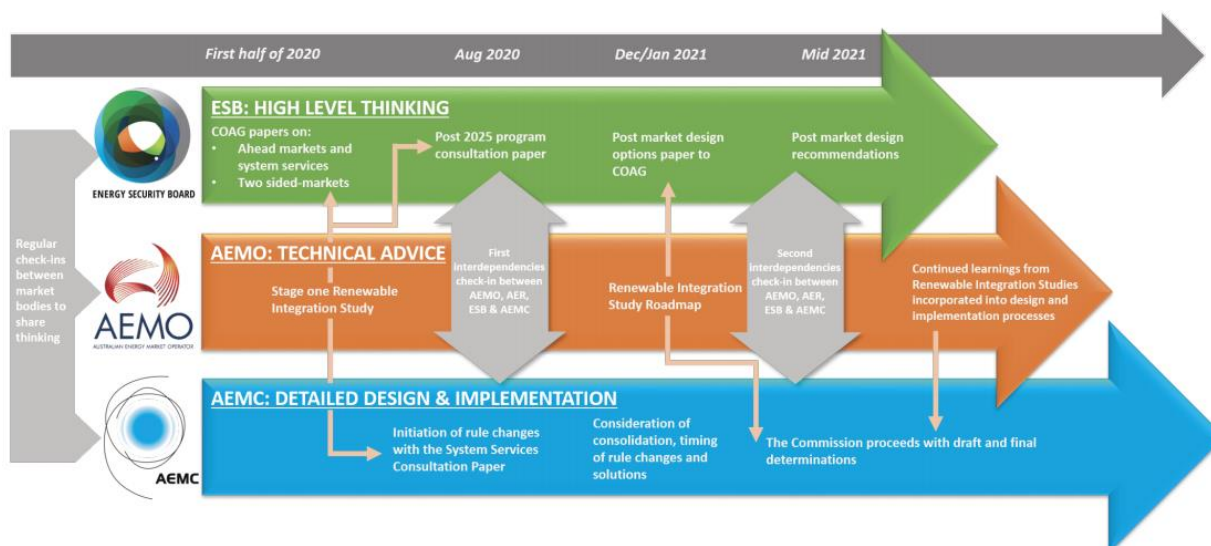 First half of 2020
Aug 2020
Dec/Jan 2021
Mid 2021
ENERGY SECURITY BOARD
ESB: HIGH LEVEL THINKING
COAG papers on:
• Ahead markets and
system services
• Two sided-markets
Post 2025 program
consultation paper
Post market design
options paper to
COAG
Post market design
recommendations
Regular
check-ins
between
market
bodies to
share
thinking
AEMO
AUSTRALIAN ENERGY MARKET OPERATOR
AEMO: TECHNICAL ADVICE
Stage one Renewable
Integration Study
First
interdependencies
check-in between
AEMO, AER,
ESB & AEMC
Renewable Integration
Study Roadmap
Second
interdependencies
check-in between
AEMO, AER,
ESB & AEMC
Continued learnings from
Renewable Integration Studies
incorporated into design and
implementation processes
AEMC
AEMC: DETAILED DESIGN & IMPLEMENTATION
Initiation of rule changes
with the System Services
Consultation Paper
Consideration of
consolidation, timing
of rule changes and
solutions
The Commission proceeds with draft and final
determinations